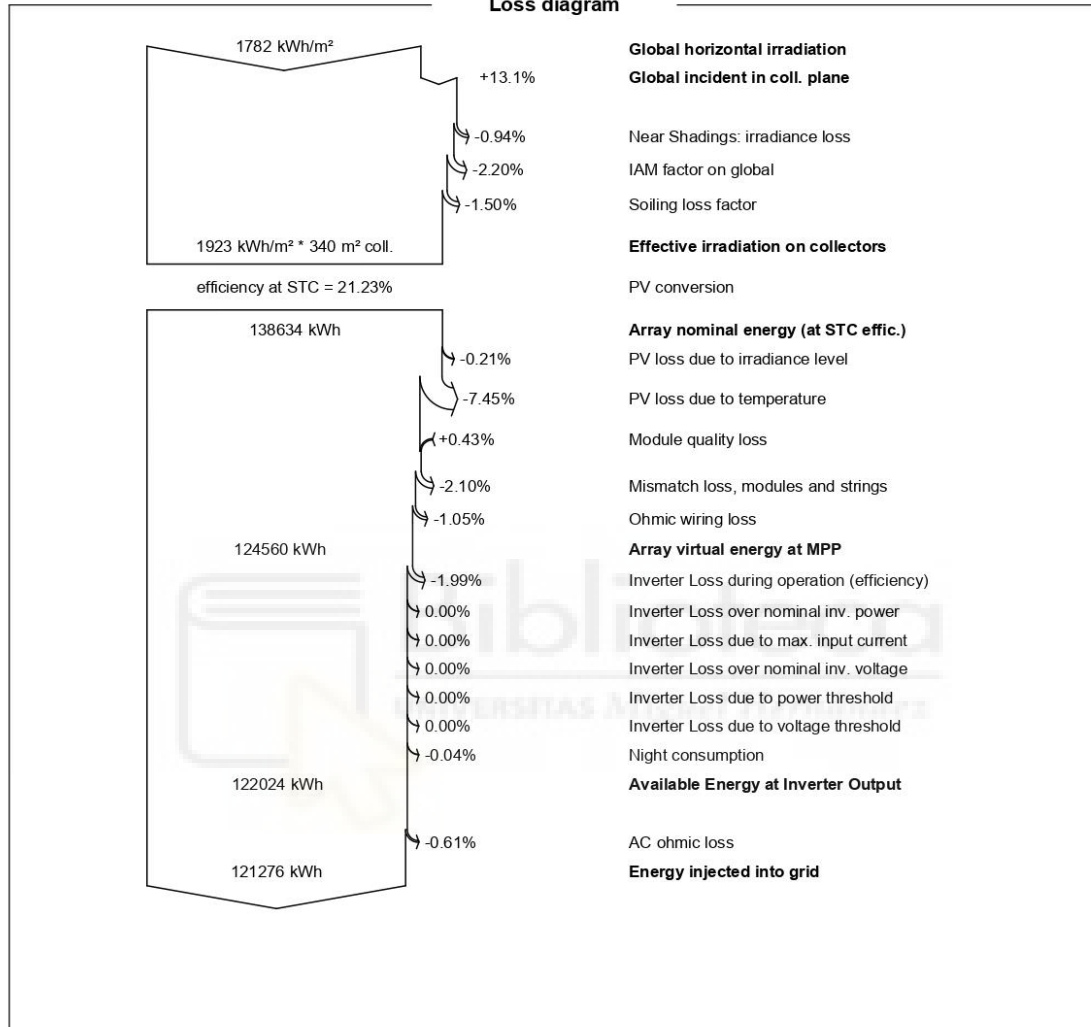 Loss diagram
1782 kWh/m² Global horizontal irradiation
+13.1% Global incident in coll. plane
-0.94% Near Shadings: irradiance loss
-2.20% IAM factor on global
-1.50% Soiling loss factor
1923 kWh/m² * 340 m² coll. Effective irradiation on collectors
efficiency at STC = 21.23% PV conversion
138634 kWh Array nominal energy (at STC effic.)
-0.21% PV loss due to irradiance level
-7.45% PV loss due to temperature
+0.43% Module quality loss
-2.10% Mismatch loss, modules and strings
-1.05% Ohmic wiring loss
124560 kWh Array virtual energy at MPP
-1.99% Inverter Loss during operation (efficiency)
0.00% Inverter Loss over nominal inv. power
0.00% Inverter Loss due to max. input current
0.00% Inverter Loss over nominal inv. voltage
0.00% Inverter Loss due to power threshold
0.00% Inverter Loss due to voltage threshold
-0.04% Night consumption
122024 kWh Available Energy at Inverter Output
-0.61% AC ohmic loss
121276 kWh Energy injected into grid
Biblioteca
UNIVERSITAS Miguel Hernández